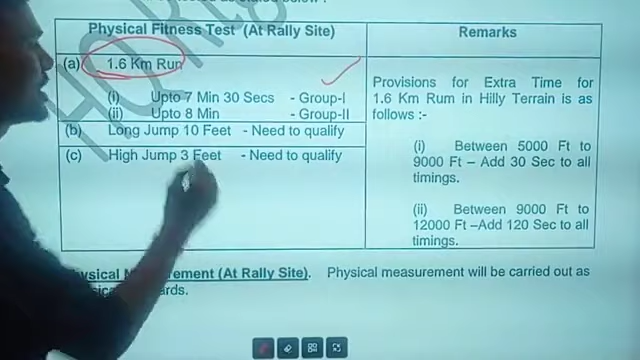 Physical Fitness Test (At Rally Site)
Remarks
(a) 1.6 Km Run
(i) Upto 7 Min 30 Secs - Group-I
(ii) Upto 8 Min - Group-II
(b) Long Jump 10 Feet - Need to qualify
(c) High Jump 3 Feet - Need to qualify
Provisions for Extra Time for
1.6 Km Rum in Hilly Terrain is as
follows :-
(i) Between 5000 Ft to
9000 Ft – Add 30 Sec to all
timings.
(ii) Between 9000 Ft to
12000 Ft –Add 120 Sec to all
timings.
(At Rally Site). Physical measurement will be carried out as